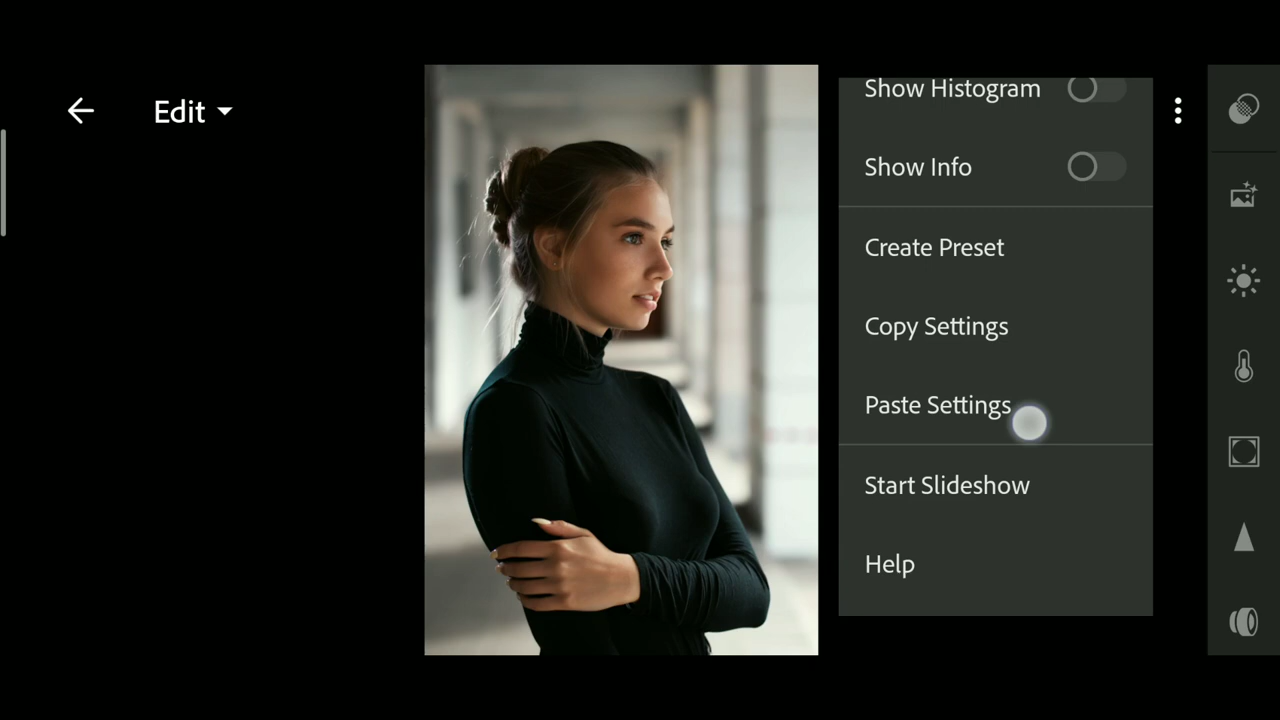 Edit
Show Histogram
Show Info
Create Preset
Copy Settings
Paste Settings
Start Slideshow
Help